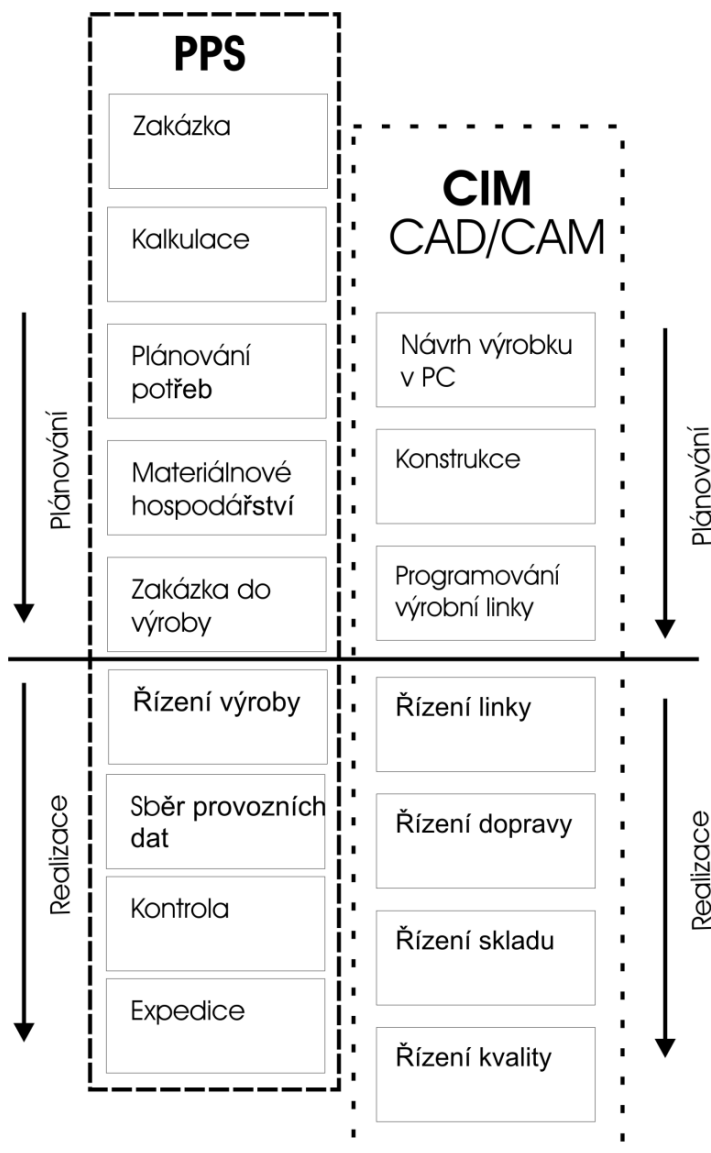 PPS
Zakázka
Kalkulace
Plánování
potřeb
Materiálnové
hospodářství
Zakázka do
výroby
Řízení výroby
Sběr provozních
dat
Kontrola
Expedice
CIM
CAD/CAM
Návrh výrobku
v PC
Konstrukce
Programování
výrobní linky
Řízení linky
Řízení dopravy
Řízení skladu
Řízení kvality
Plánování
Realizace
Plánování
Realizace